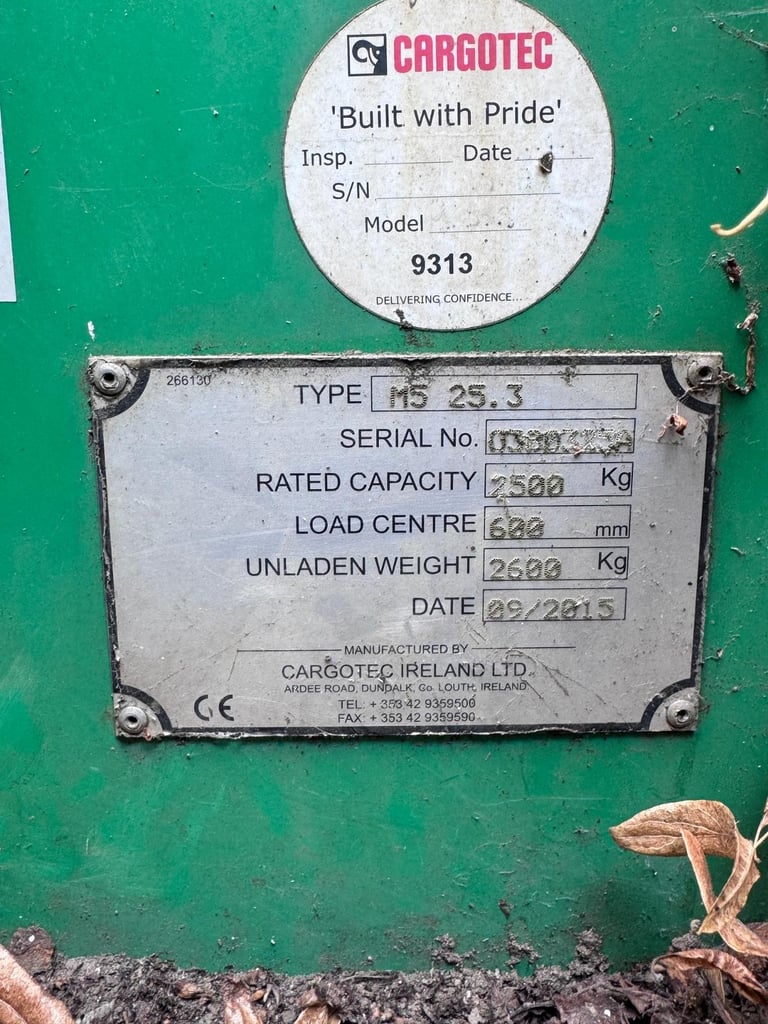 CARGOTEC
'Built with Pride'
Insp. Date
S/N
Model
9313
DELIVERING CONFIDENCE...
266130
TYPE M5 25.3
SERIAL No.
RATED CAPACITY 2500 Kg
LOAD CENTRE 600 mm
UNLADEN WEIGHT 2600 Kg
DATE 09/2015
MANUFACTURED BY
CARGOTEC IRELAND LTD
ARDEE ROAD, DUNDALK, Co. LOUTH, IRELAND.
CE TEL: + 353 42 9359500
FAX: + 353 42 9359590